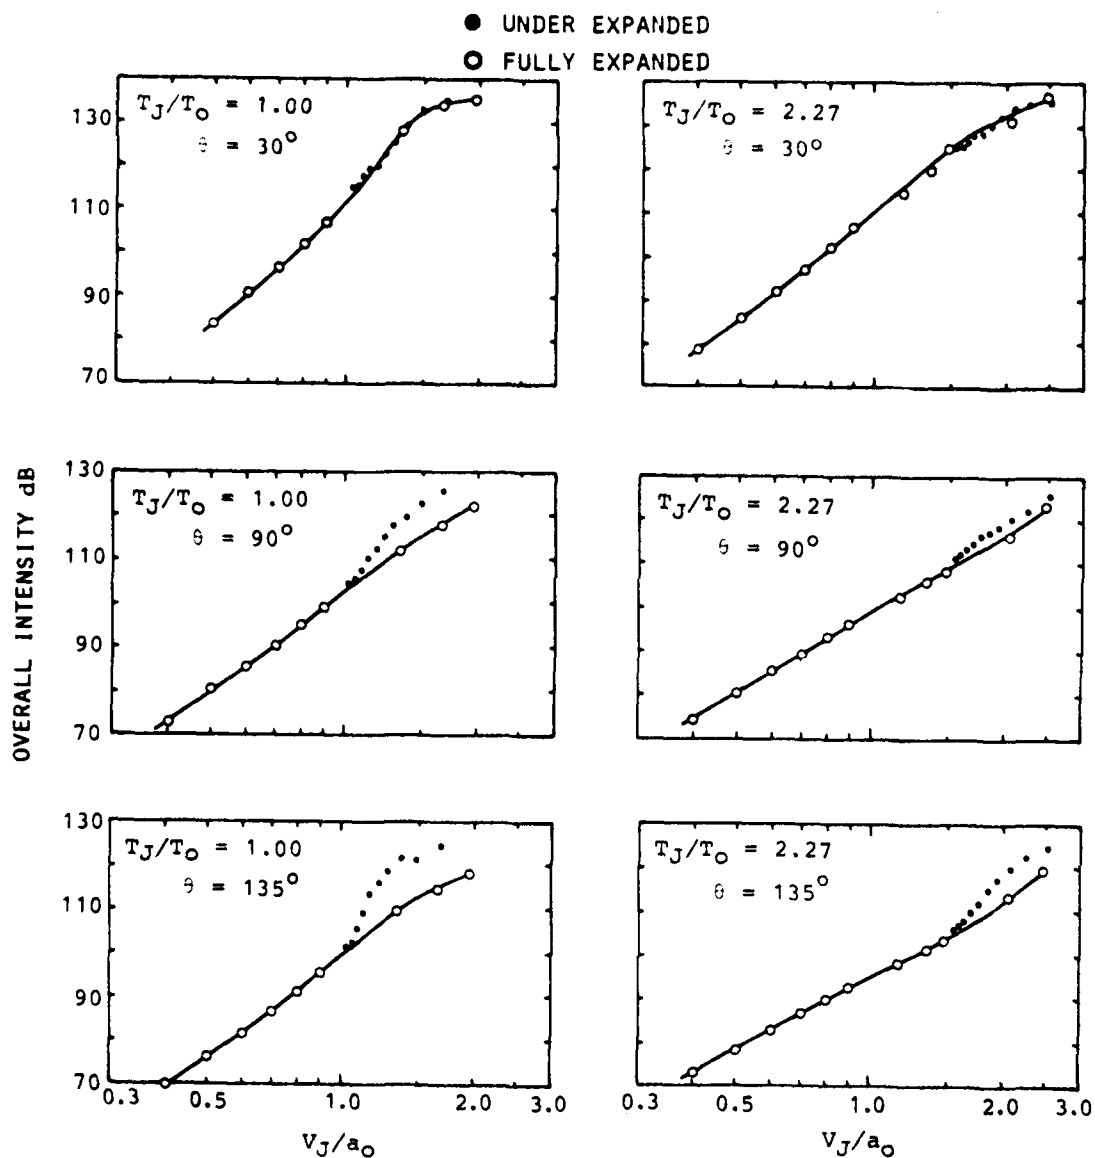 ● UNDER EXPANDED
○ FULLY EXPANDED
T_J/T_O = 1.00
θ = 30°
130
110
90
70
T_J/T_O = 2.27
θ = 30°
OVERALL INTENSITY dB
T_J/T_O = 1.00
θ = 90°
130
110
90
70
T_J/T_O = 2.27
θ = 90°
T_J/T_O = 1.00
θ = 135°
130
110
90
70
0.3 0.5 1.0 2.0 3.0
V_J/a_O
T_J/T_O = 2.27
θ = 135°
0.3 0.5 1.0 2.0 3.0
V_J/a_O